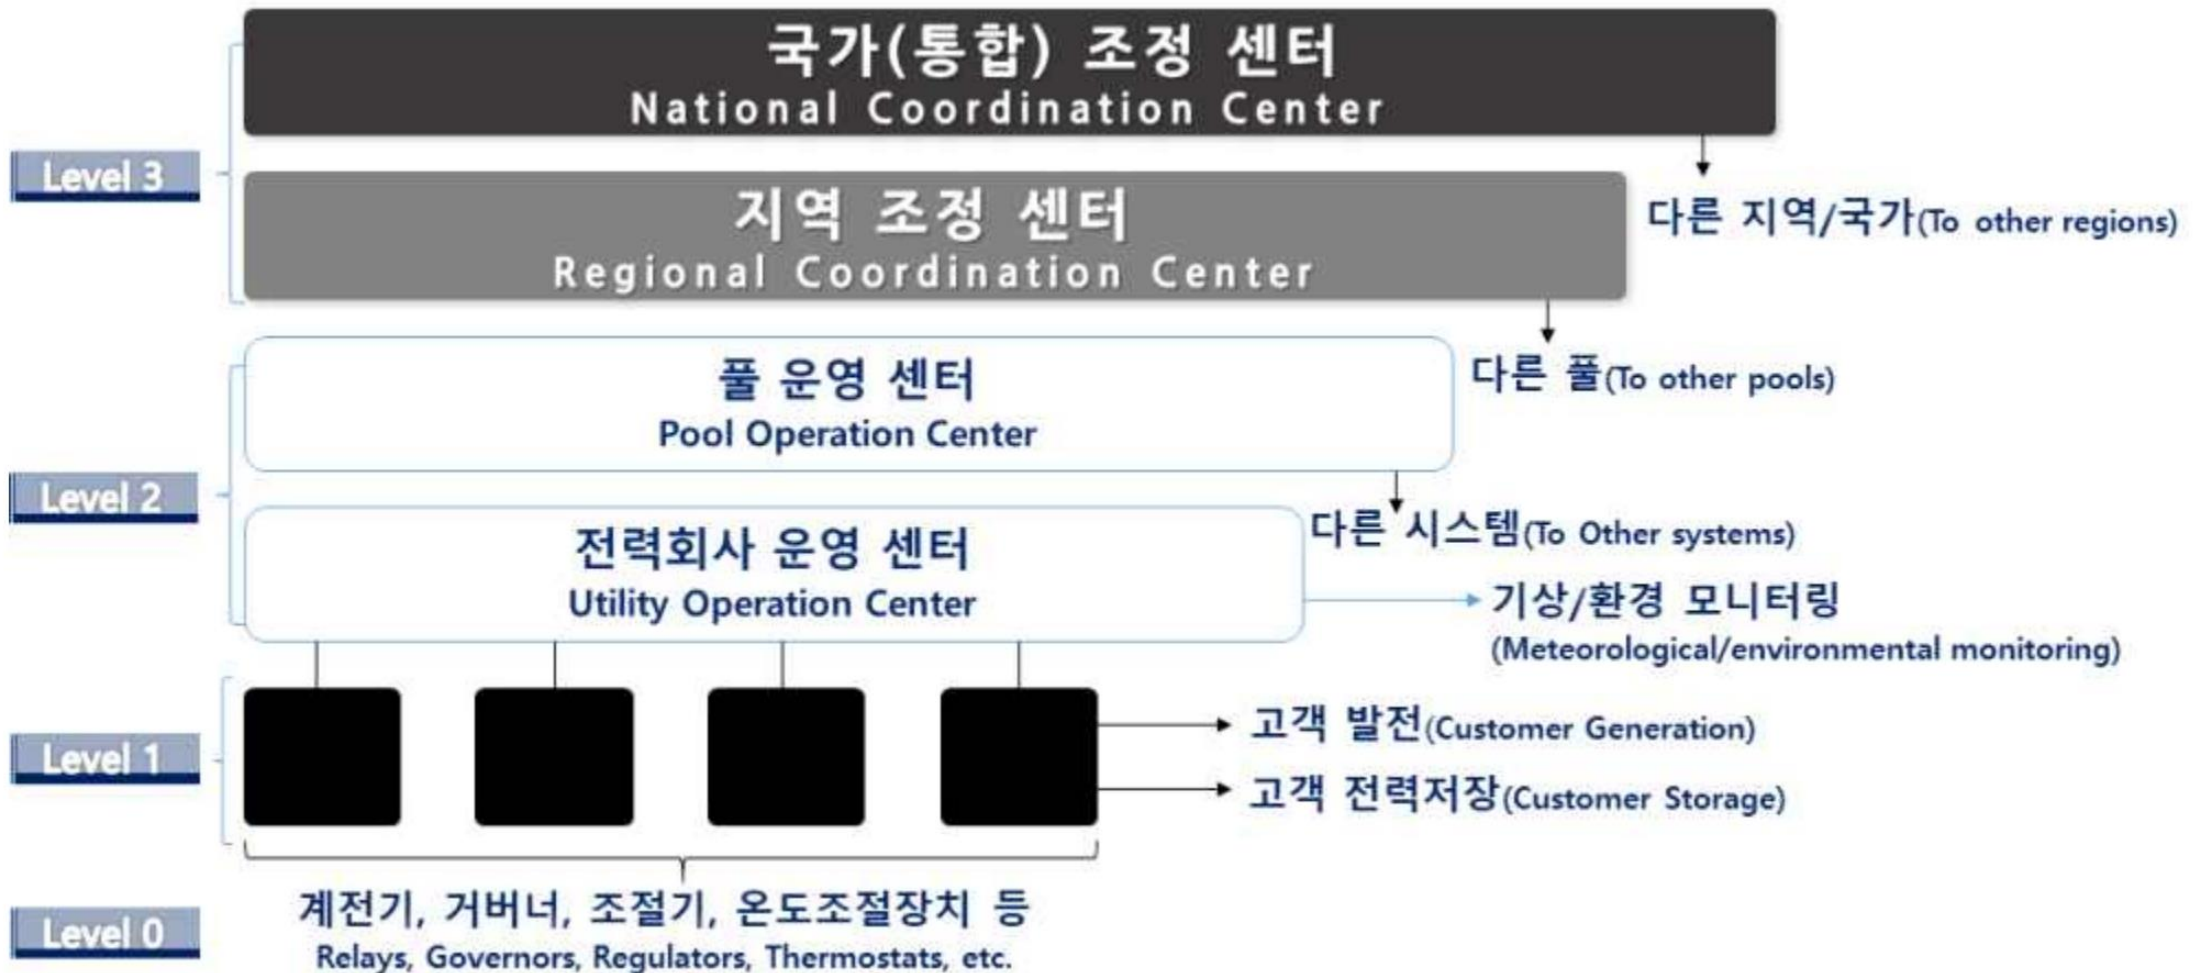 국가(통합) 조정 센터
National Coordination Center
Level 3
지역 조정 센터
Regional Coordination Center
다른 지역/국가(To other regions)
풀 운영 센터
Pool Operation Center
다른 풀(To other pools)
Level 2
전력회사 운영 센터
Utility Operation Center
다른 시스템(To Other systems)
기상/환경 모니터링
(Meteorological/environmental monitoring)
Level 1
고객 발전(Customer Generation)
고객 전력저장(Customer Storage)
Level 0
계전기, 거버너, 조절기, 온도조절장치 등
Relays, Governors, Regulators, Thermostats, etc.